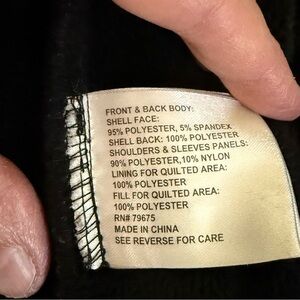 FRONT & BACK BODY:
SHELL FACE:
95% POLYESTER, 5% SPANDEX
SHELL BACK: 100% POLYESTER
SHOULDERS & SLEEVES PANELS:
90% POLYESTER,10% NYLON
LINING FOR QUILTED AREA:
100% POLYESTER
FILL FOR QUILTED AREA:
100% POLYESTER
RN# 79675
MADE IN CHINA
SEE REVERSE FOR CARE